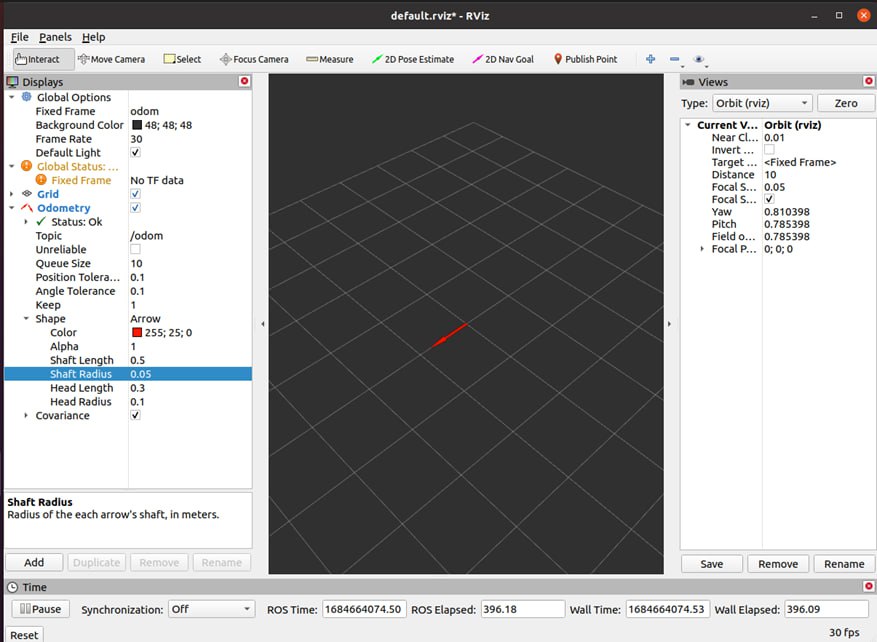 default.rviz* - RViz
File Panels Help
Interact Move Camera Select Focus Camera Measure 2D Pose Estimate 2D Nav Goal Publish Point
Displays
Global Options
Fixed Frame odom
Background Color 48; 48; 48
Frame Rate 30
Default Light
Global Status: ...
Fixed Frame No TF data
Grid
Odometry
Status: Ok
Topic /odom
Unreliable
Queue Size 10
Position Tolera... 0.1
Angle Tolerance 0.1
Keep 1
Shape Arrow
Color 255; 25; 0
Alpha 1
Shaft Length 0.5
Shaft Radius 0.05
Head Length 0.3
Head Radius 0.1
Covariance
Shaft Radius
Radius of the each arrow's shaft, in meters.
Add Duplicate Remove Rename
Views
Type: Orbit (rviz) Zero
Current V... Orbit (rviz)
Near Cl... 0.01
Invert ...
Target ... <Fixed Frame>
Distance 10
Focal S... 0.05
Focal S...
Yaw 0.810398
Pitch 0.785398
Field o... 0.785398
Focal P... 0; 0; 0
Save Remove Rename
Time
Pause Synchronization: Off ROS Time: 1684664074.50 ROS Elapsed: 396.18 Wall Time: 1684664074.53 Wall Elapsed: 396.09
Reset 30 fps